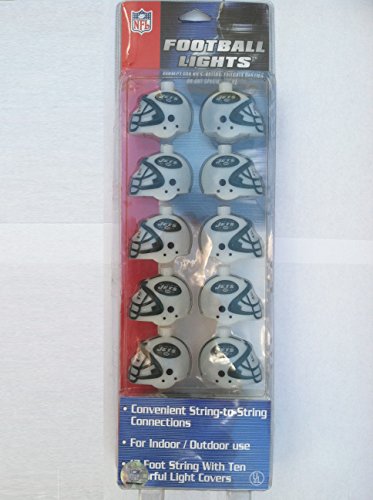 NFL
FOOTBALL
LIGHTS
JETS JETS
JETS JETS
JETS JETS
JETS JETS
JETS JETS
• Convenient String-to-String
Connections
• For Indoor / Outdoor use
Foot String With Ten
Light Covers
UL